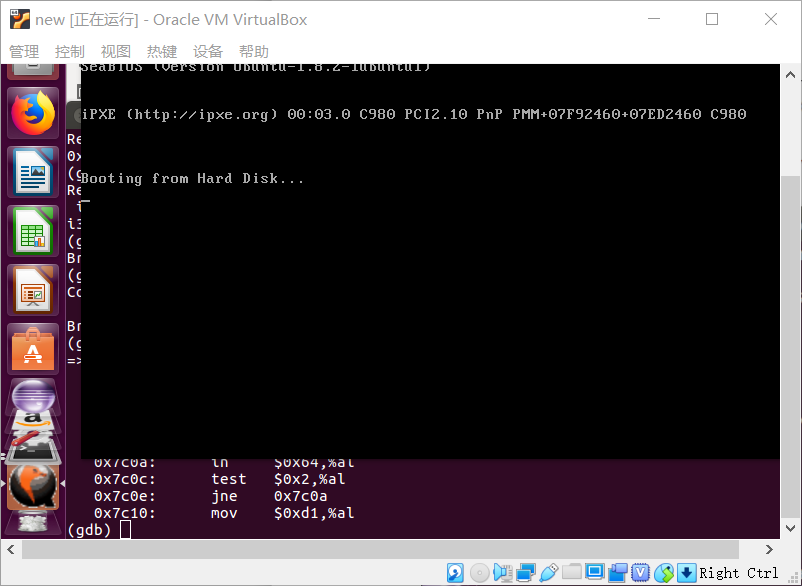 new [正在运行] - Oracle VM VirtualBox
管理 控制 视图 热键 设备 帮助
SeaBIOS (version Ubuntu-1.8.2-1ubuntu1)
iPXE (http://ipxe.org) 00:03.0 C980 PCI2.10 PnP PMM+07F92460+07ED2460 C980
Re
0x
(g
Booting from Hard Disk...
Re
i
i3
(g
Br
(g
Co
Br
(g
=>
0x7c0a: in $0x64,%al
0x7c0c: test $0x2,%al
0x7c0e: jne 0x7c0a
0x7c10: mov $0xd1,%al
(gdb)
Right Ctrl